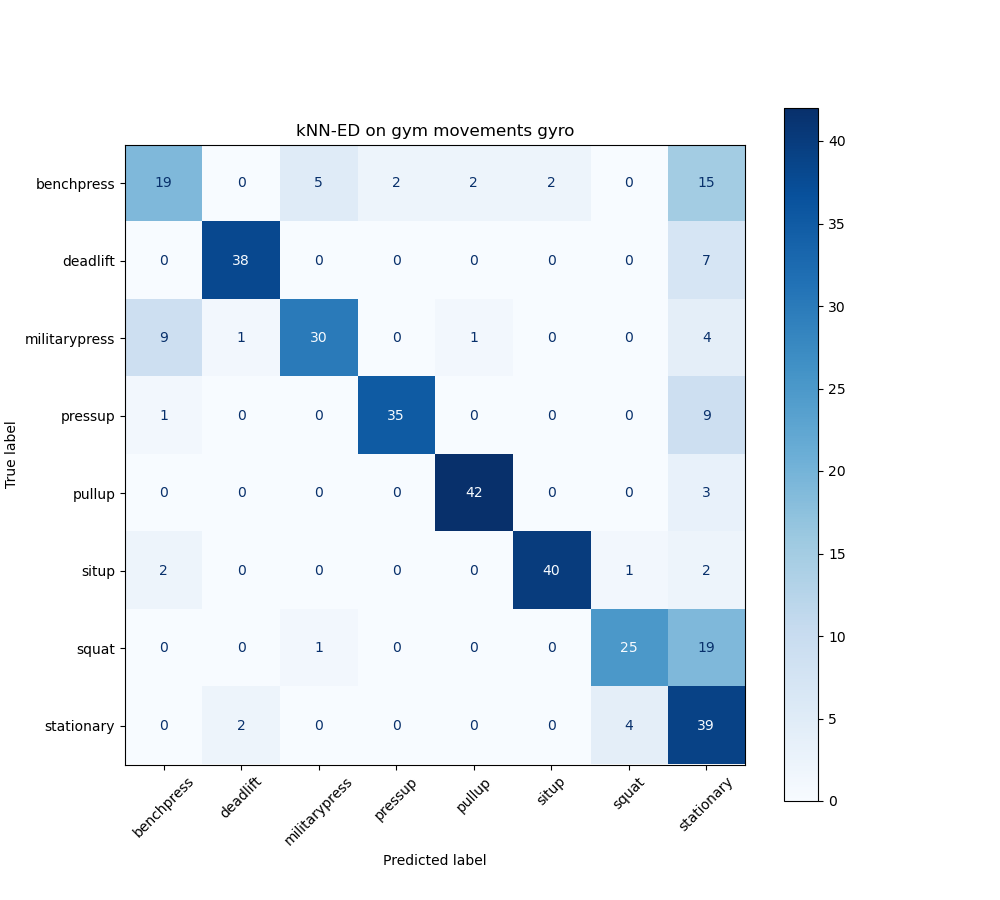 kNN-ED on gym movements gyro
benchpress 19 0 5 2 2 2 0 15
deadlift 0 38 0 0 0 0 0 7
militarypress 9 1 30 0 1 0 0 4
pressup 1 0 0 35 0 0 0 9
pullup 0 0 0 0 42 0 0 3
situp 2 0 0 0 0 40 1 2
squat 0 0 1 0 0 0 25 19
stationary 0 2 0 0 0 0 4 39
True label
benchpress deadlift militarypress pressup pullup situp squat stationary
Predicted label
40
35
30
25
20
15
10
5
0